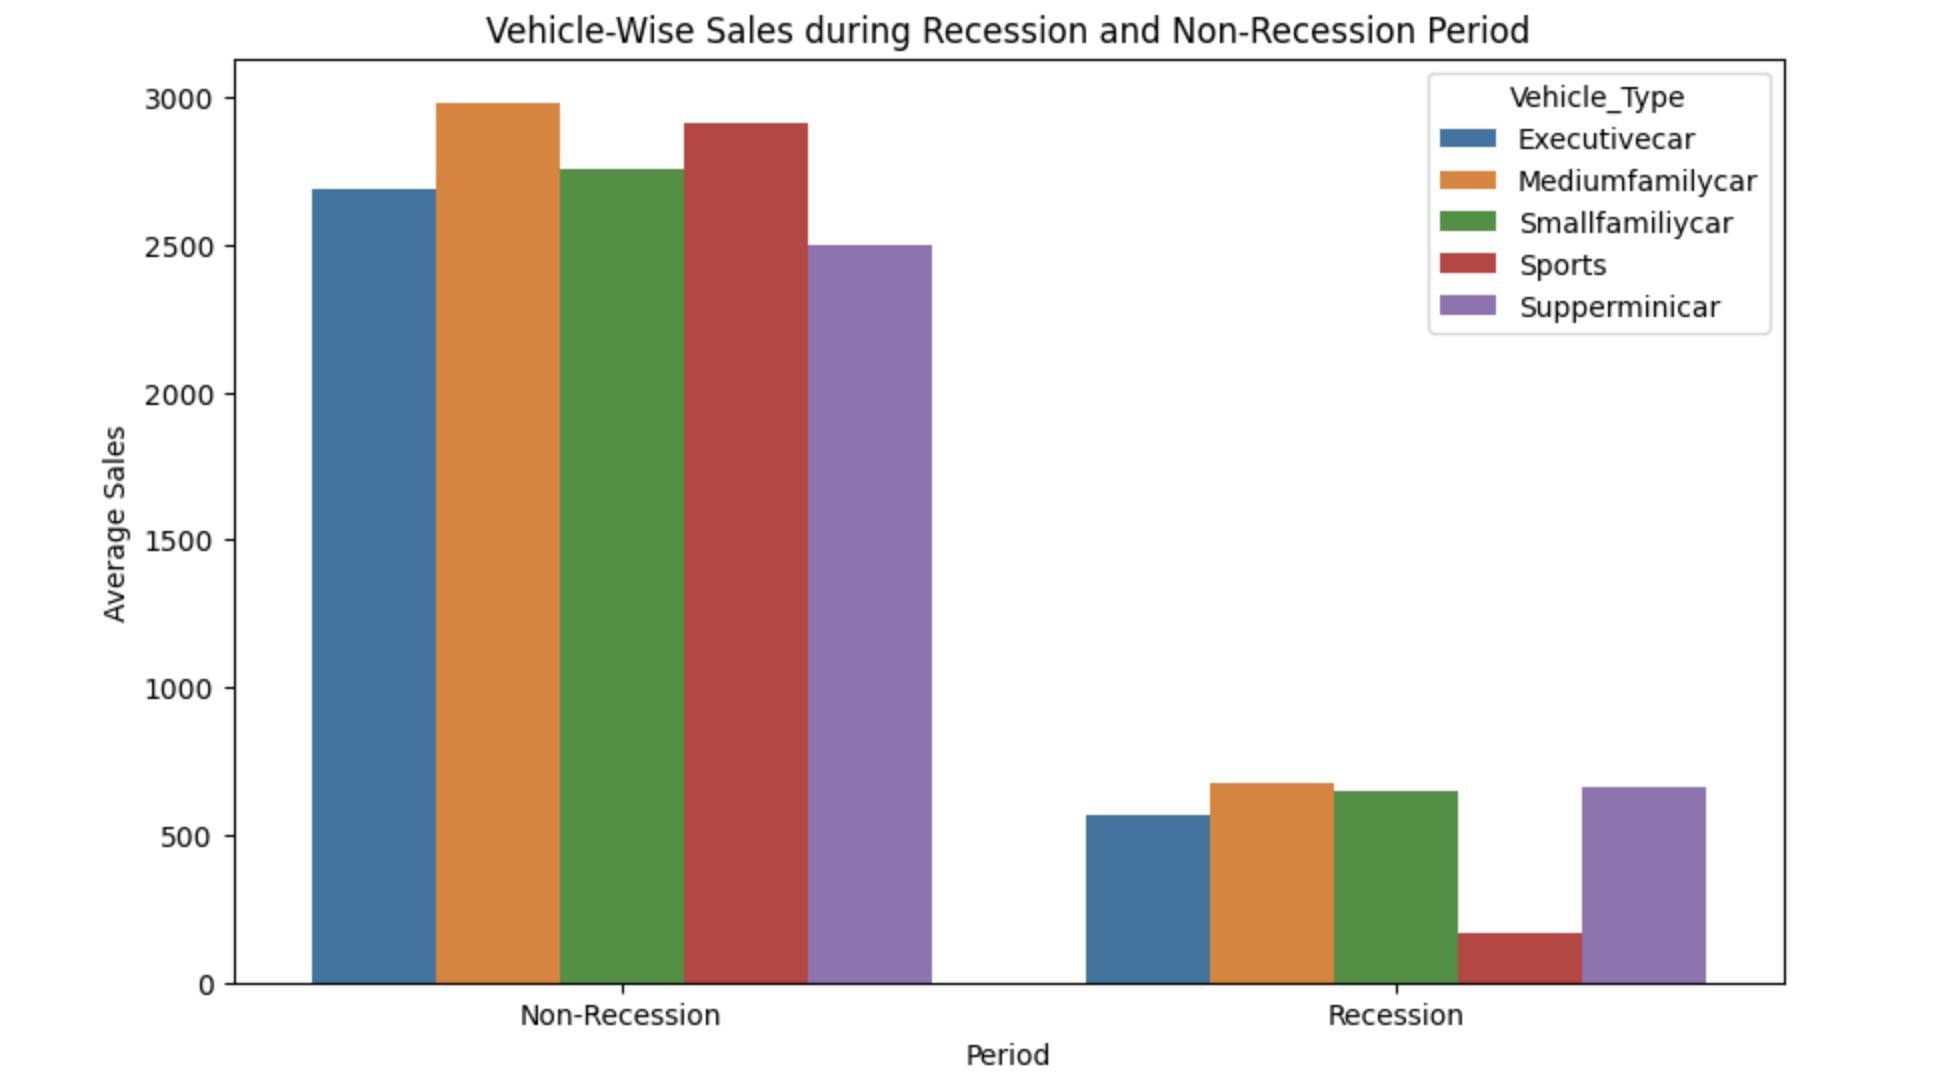 Vehicle-Wise Sales during Recession and Non-Recession Period
3000
2500
2000
1500
1000
500
0
Average Sales
Vehicle_Type
Executivecar
Mediumfamilycar
Smallfamiliycar
Sports
Supperminicar
Non-Recession
Recession
Period